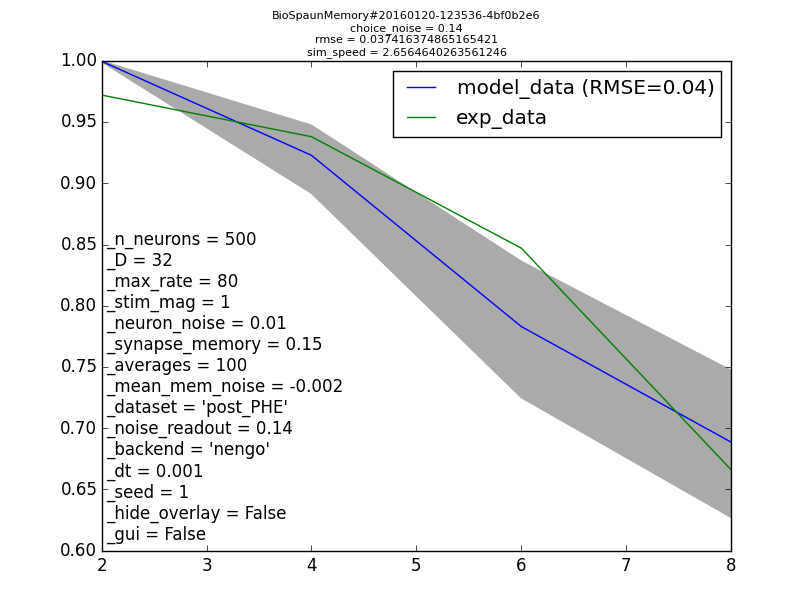 BioSpaunMemory#20160120-123536-4bf0b2e6
choice_noise = 0.14
rmse = 0.037416374865165421
sim_speed = 2.6564640263561246
1.00
0.95
0.90
0.85
0.80
0.75
0.70
0.65
0.60
model_data (RMSE=0.04)
exp_data
_n_neurons = 500
_D = 32
_max_rate = 80
_stim_mag = 1
_neuron_noise = 0.01
_synapse_memory = 0.15
_averages = 100
_mean_mem_noise = -0.002
_dataset = 'post_PHE'
_noise_readout = 0.14
_backend = 'nengo'
_dt = 0.001
_seed = 1
_hide_overlay = False
_gui = False
2 3 4 5 6 7 8